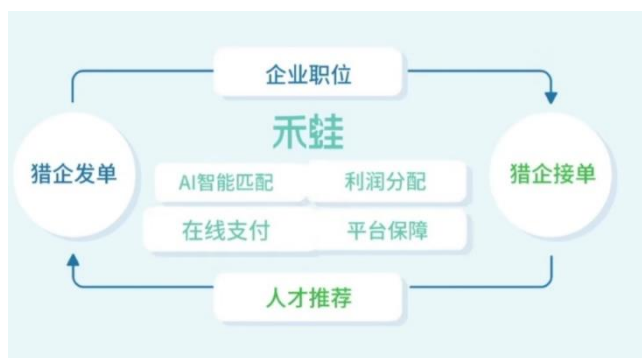 企业职位
禾蛙
猎企发单
AI智能匹配
利润分配
猎企接单
在线支付
平台保障
人才推荐